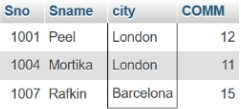 Sno Sname city COMM
1001 Peel London 12
1004 Mortika London 11
1007 Rafkin Barcelona 15